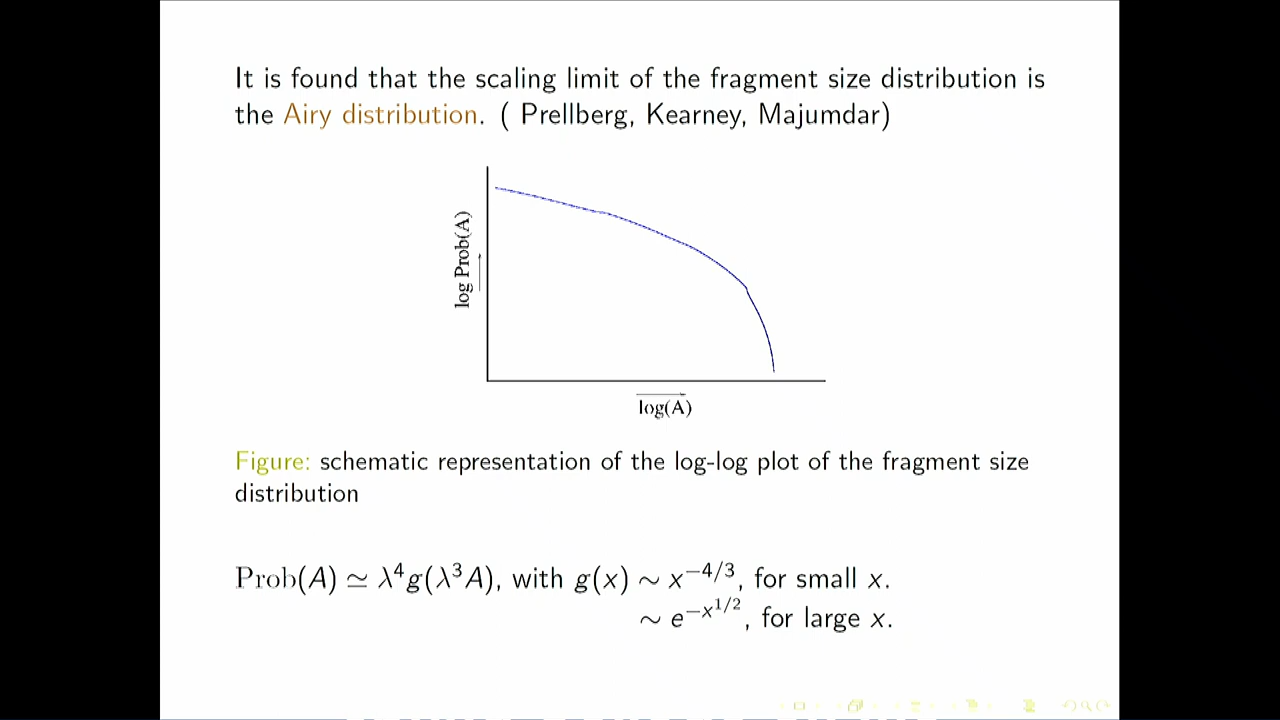 It is found that the scaling limit of the fragment size distribution is
the Airy distribution. ( Prellberg, Kearney, Majumdar)
log Prob(A)
log(A)
Figure: schematic representation of the log-log plot of the fragment size
distribution
Prob(A) ≃ λ⁴g(λ³A), with g(x) ∼ x^{−4/3}, for small x.
∼ e^{−x^{1/2}}, for large x.